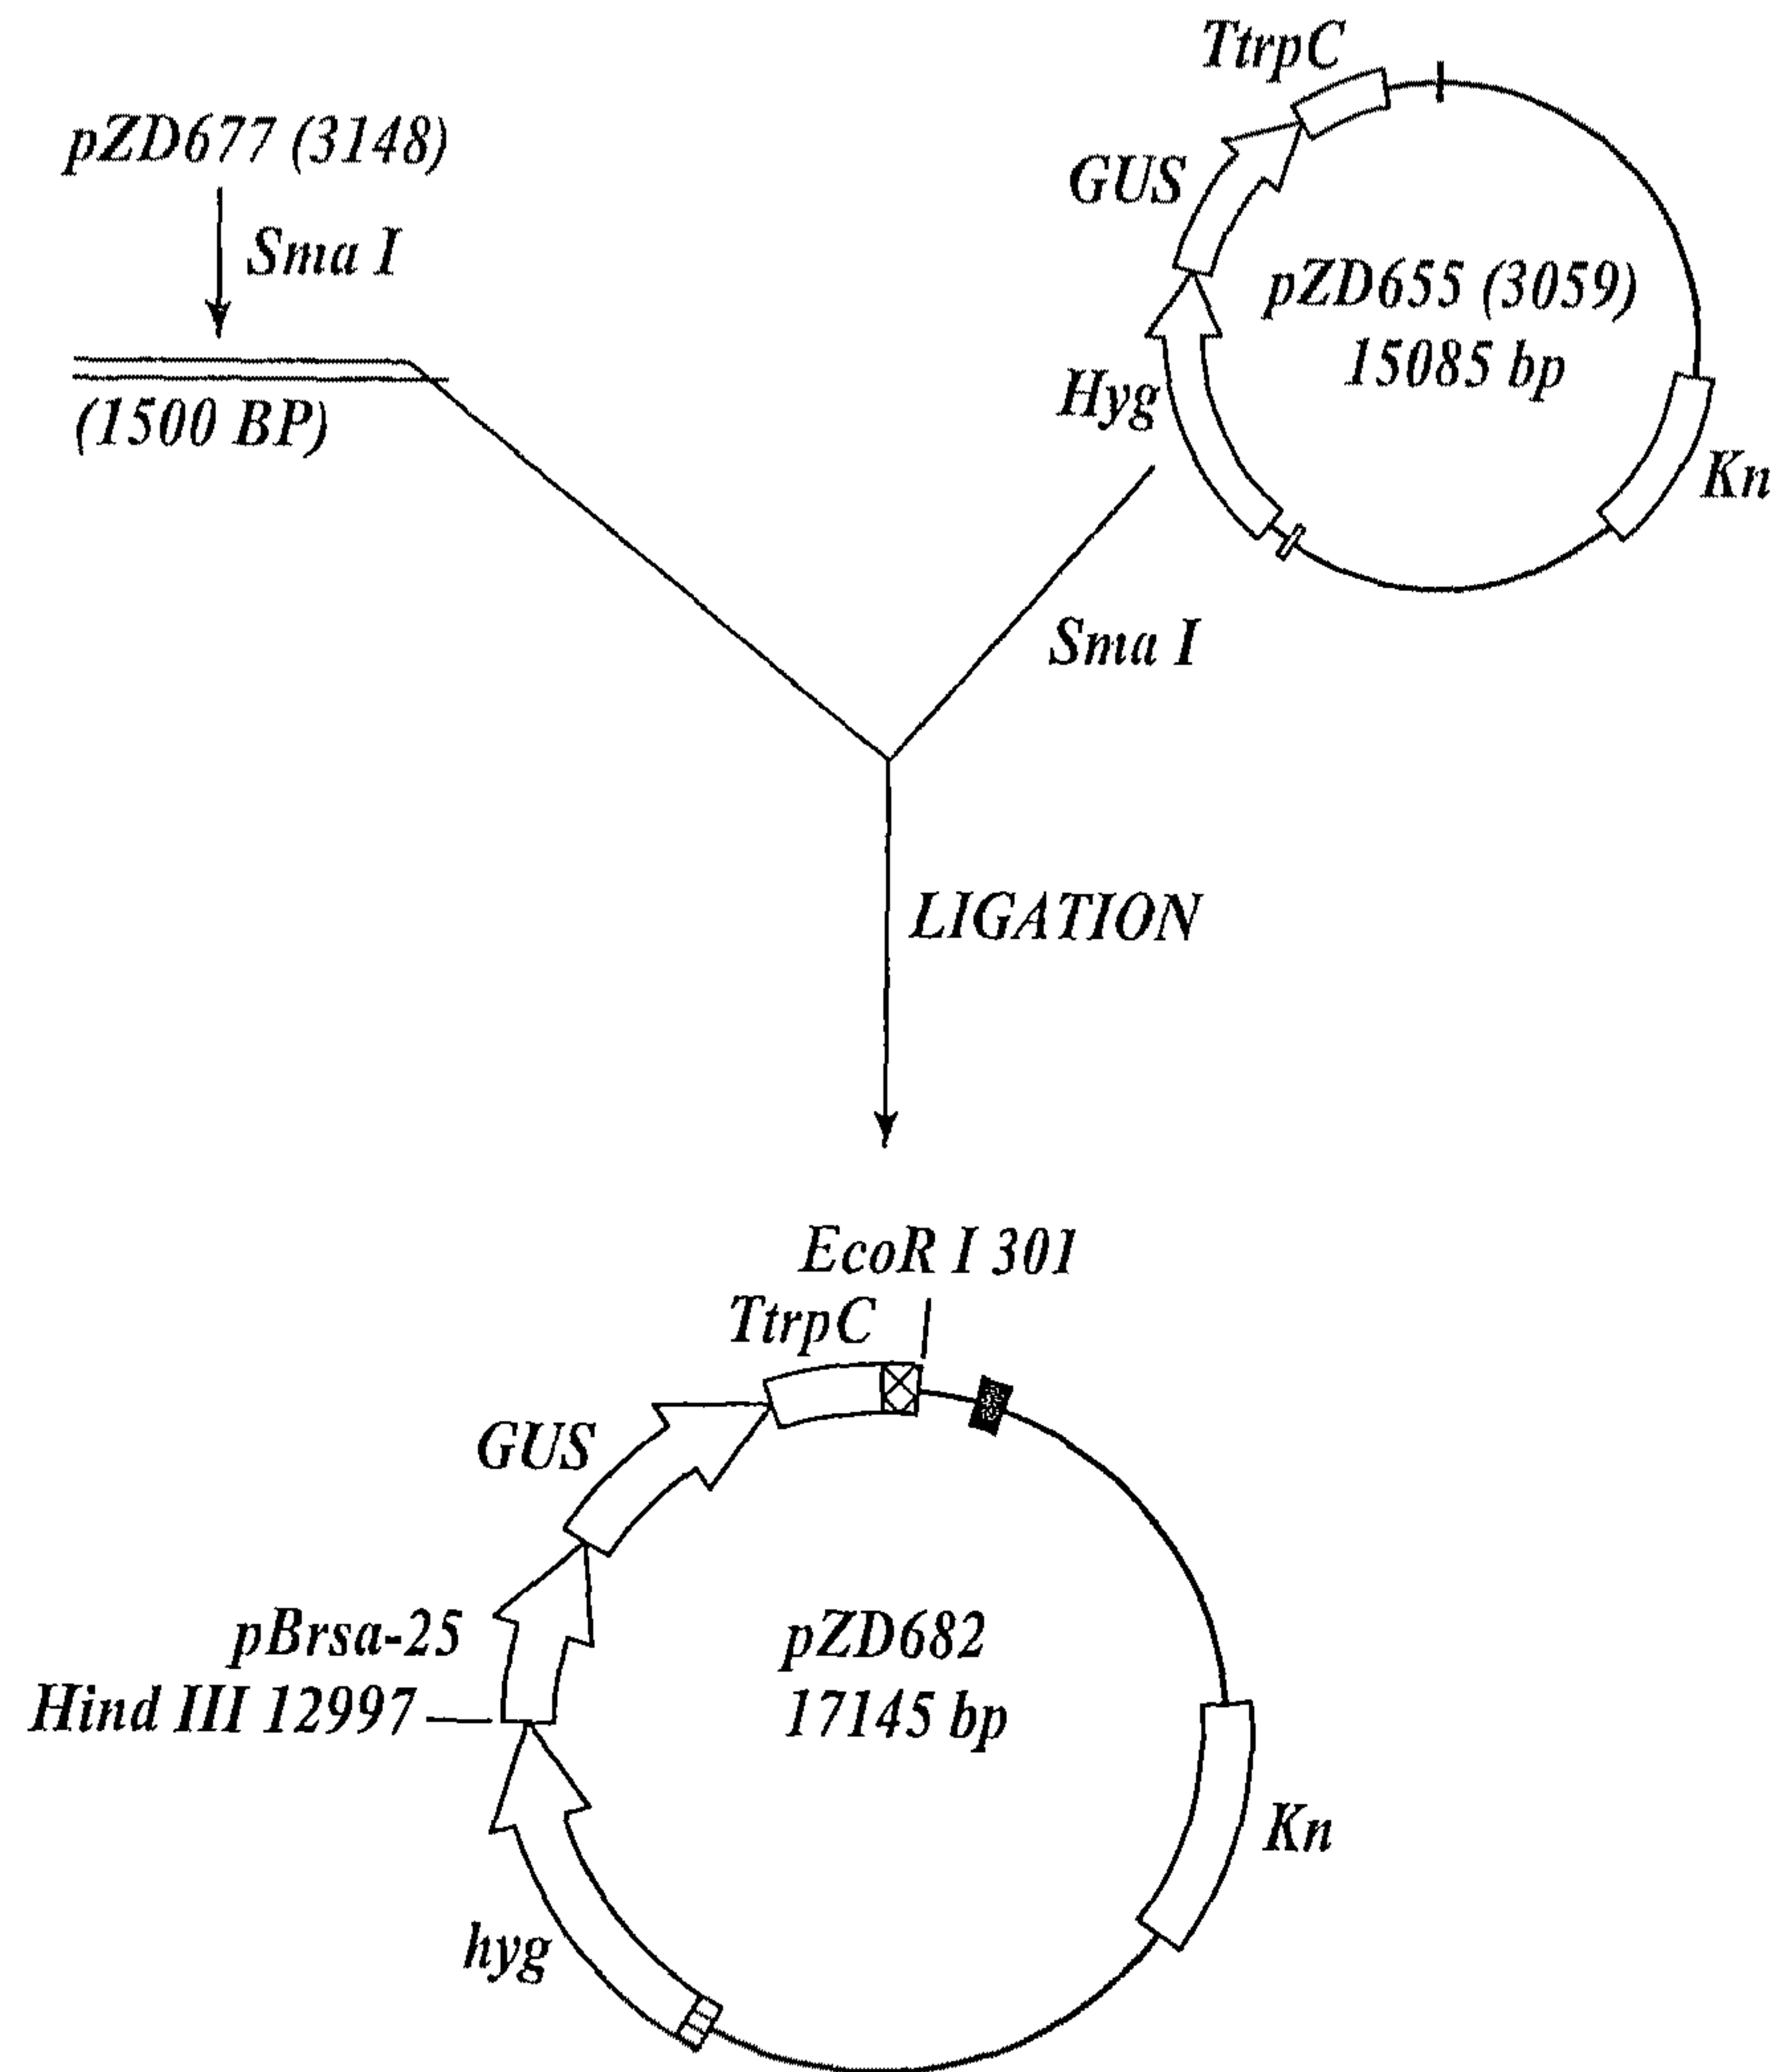 pZD677 (3148)
Sma I
(1500 BP)
TtrpC
GUS
pZD655 (3059)
15085 bp
Hyg
Kn
Sma I
LIGATION
EcoR I 301
TtrpC
GUS
pBrsa-25
Hind III 12997
pZD682
17145 bp
Kn
hyg